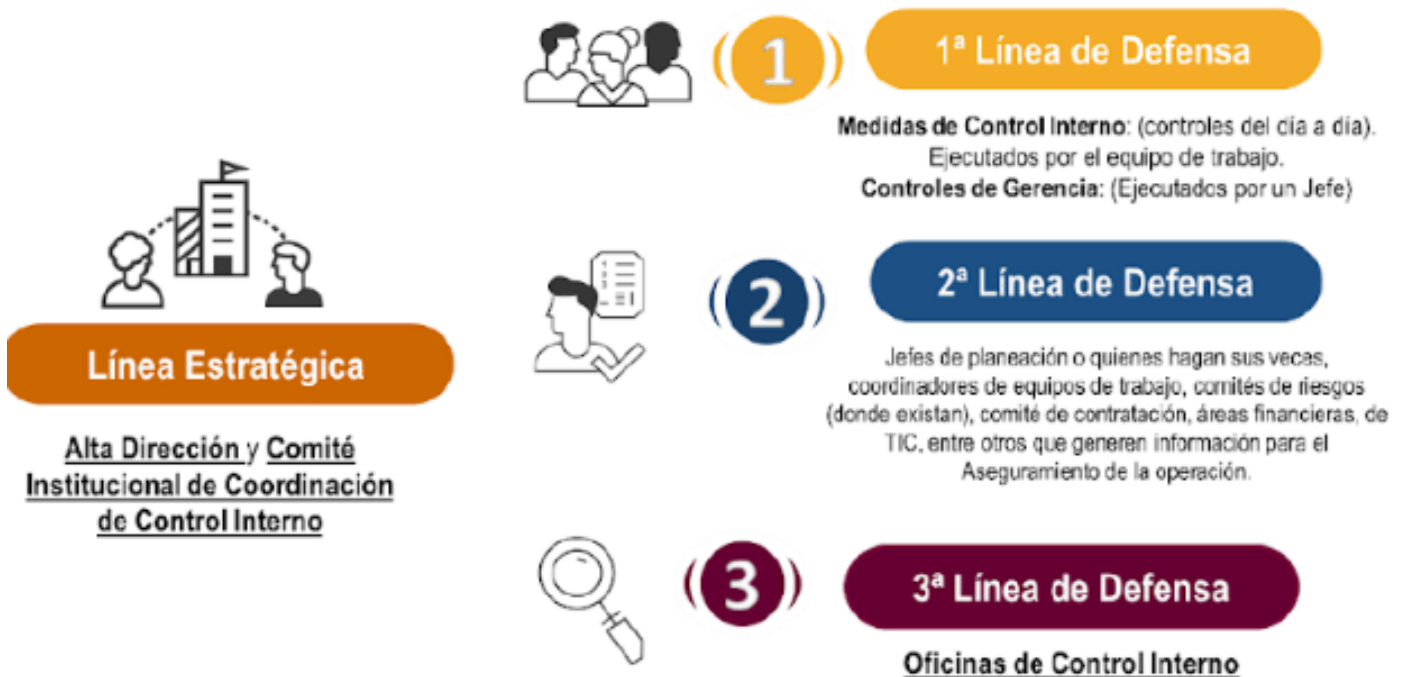 Línea Estratégica
Alta Dirección y Comité
Institucional de Coordinación
de Control Interno
1
1ª Línea de Defensa
Medidas de Control Interno: (controles del día a día).
Ejecutados por el equipo de trabajo.
Controles de Gerencia: (Ejecutados por un Jefe)
2
2ª Línea de Defensa
Jefes de planeación o quienes hagan sus veces,
coordinadores de equipos de trabajo, comités de riesgos
(donde existan), comité de contratación, áreas financieras, de
TIC, entre otros que generen información para el
Aseguramiento de la operación.
3
3ª Línea de Defensa
Oficinas de Control Interno